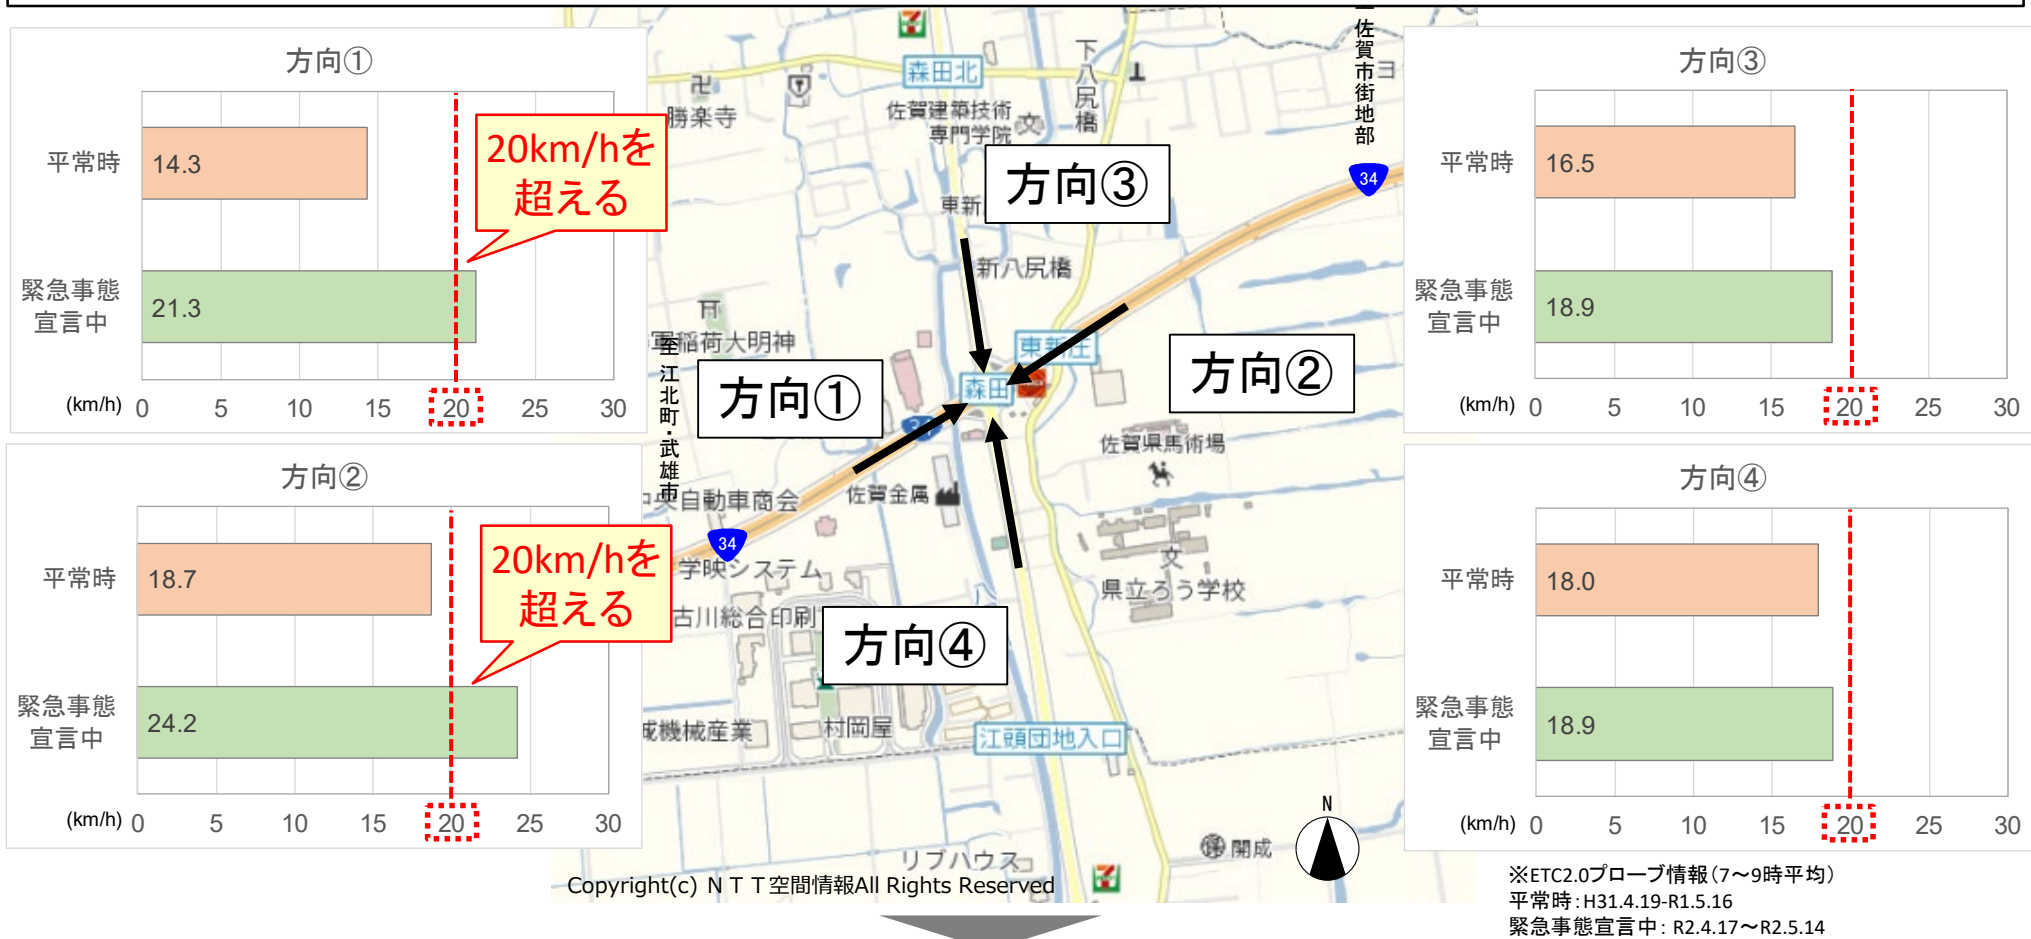 方向①
平常時
14.3
緊急事態
宣言中
21.3
20km/hを
超える
(km/h) 0 5 10 15 20 25 30
方向②
平常時
18.7
緊急事態
宣言中
24.2
20km/hを
超える
(km/h) 0 5 10 15 20 25 30
森田北
下八尻橋
勝楽寺
佐賀建築技術
専門学院
佐賀市街地部
34
方向③
東新
新八尻橋
稲荷大明神
至 江北町・武雄市
東新庄
森田
方向①
方向②
34
佐賀県馬術場
佐賀金属
央自動車商会
34
学映システム
文
県立ろう学校
古川総合印刷
方向④
機械産業
村岡屋
江頭団地入口
N
開成
リブハウス
Copyright(c) NTT空間情報All Rights Reserved
方向③
平常時
16.5
緊急事態
宣言中
18.9
(km/h) 0 5 10 15 20 25 30
方向④
平常時
18.0
緊急事態
宣言中
18.9
(km/h) 0 5 10 15 20 25 30
※ETC2.0プローブ情報(7～9時平均)
平常時:H31.4.19-R1.5.16
緊急事態宣言中:R2.4.17～R2.5.14